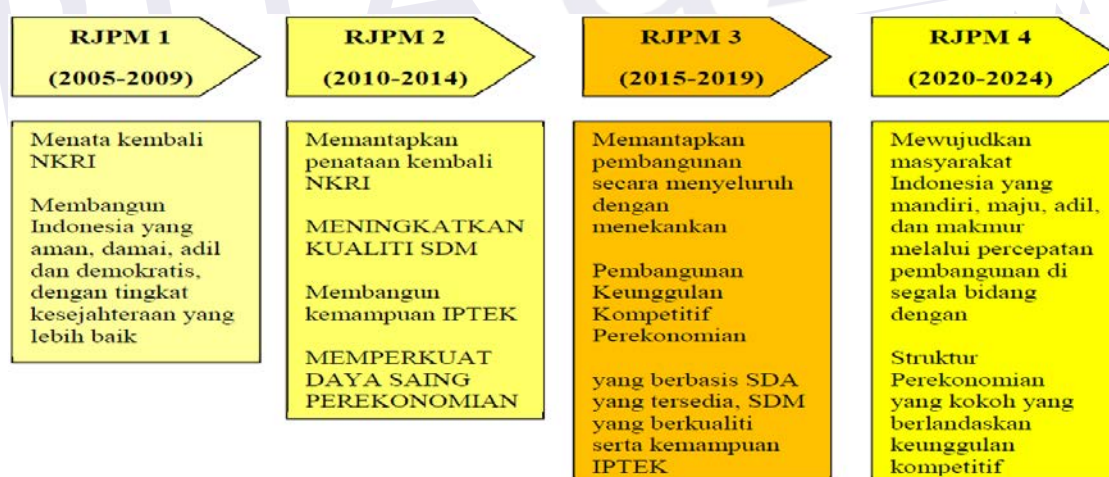 RJPM 1
(2005-2009)
Menata kembali
NKRI
Membangun
Indonesia yang
aman, damai, adil
dan demokratis,
dengan tingkat
kesejahteraan yang
lebih baik
RJPM 2
(2010-2014)
Memantapkan
penataan kembali
NKRI
MENINGKATKAN
KUALITI SDM
Membangun
kemampuan IPTEK
MEMPERKUAT
DAYA SAING
PEREKONOMIAN
RJPM 3
(2015-2019)
Memantapkan
pembangunan
secara menyeluruh
dengan
menekankan
Pembangunan
Keunggulan
Kompetitif
Perekonomian
yang berbasis SDA
yang tersedia, SDM
yang berkualiti
serta kemampuan
IPTEK
RJPM 4
(2020-2024)
Mewujudkan
masyarakat
Indonesia yang
mandiri, maju, adil,
dan makmur
melalui percepatan
pembangunan di
segala bidang
dengan
Struktur
Perekonomian
yang kokoh yang
berlandaskan
keunggulan
kompetitif